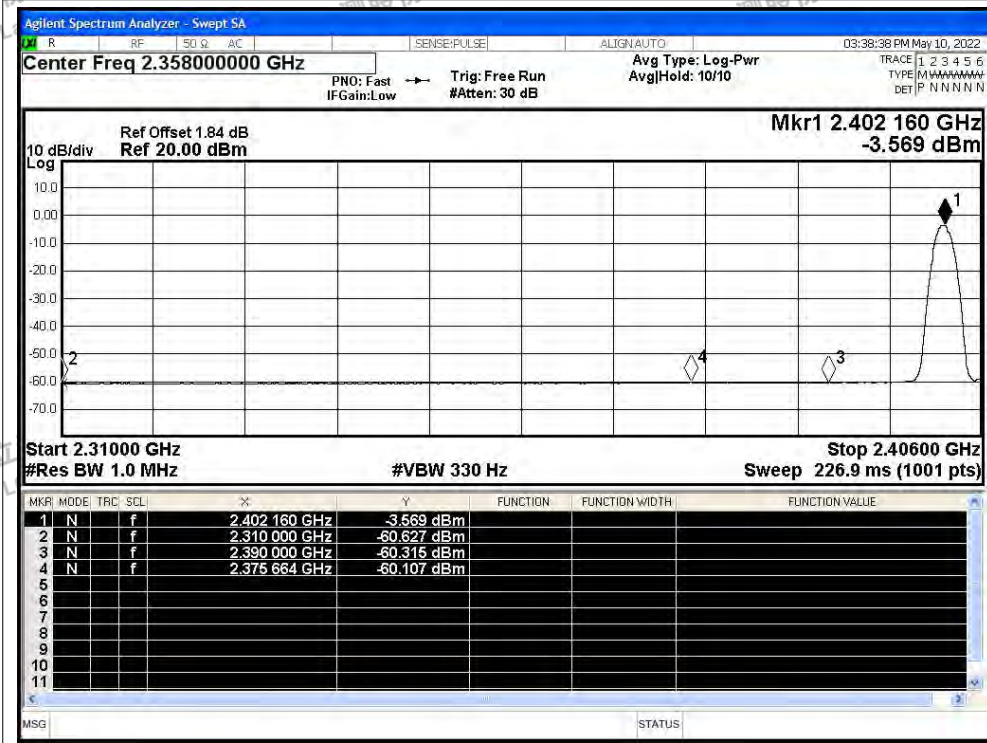 Agilent Spectrum Analyzer - Swept SA
LXI R RF 50 Ω AC SENSE:PULSE ALIGN AUTO 03:38:38 PM May 10, 2022
Center Freq 2.358000000 GHz
PNO: Fast
IFGain:Low
Trig: Free Run
#Atten: 30 dB
Avg Type: Log-Pwr
Avg|Hold: 10/10
TRACE 1 2 3 4 5 6
TYPE M
DET P N N N N N
Mkr1 2.402 160 GHz
-3.569 dBm
Ref Offset 1.84 dB
10 dB/div Ref 20.00 dBm
Log
10.0
0.00
-10.0
-20.0
-30.0
-40.0
-50.0
-60.0
-70.0
1
2
4
3
Start 2.31000 GHz Stop 2.40600 GHz
#Res BW 1.0 MHz #VBW 330 Hz Sweep 226.9 ms (1001 pts)
MKR MODE TRC SCL X Y FUNCTION FUNCTION WIDTH FUNCTION VALUE
1 N f 2.402 160 GHz -3.569 dBm
2 N f 2.310 000 GHz -60.627 dBm
3 N f 2.390 000 GHz -60.315 dBm
4 N f 2.375 664 GHz -60.107 dBm
5
6
7
8
9
10
11
MSG STATUS